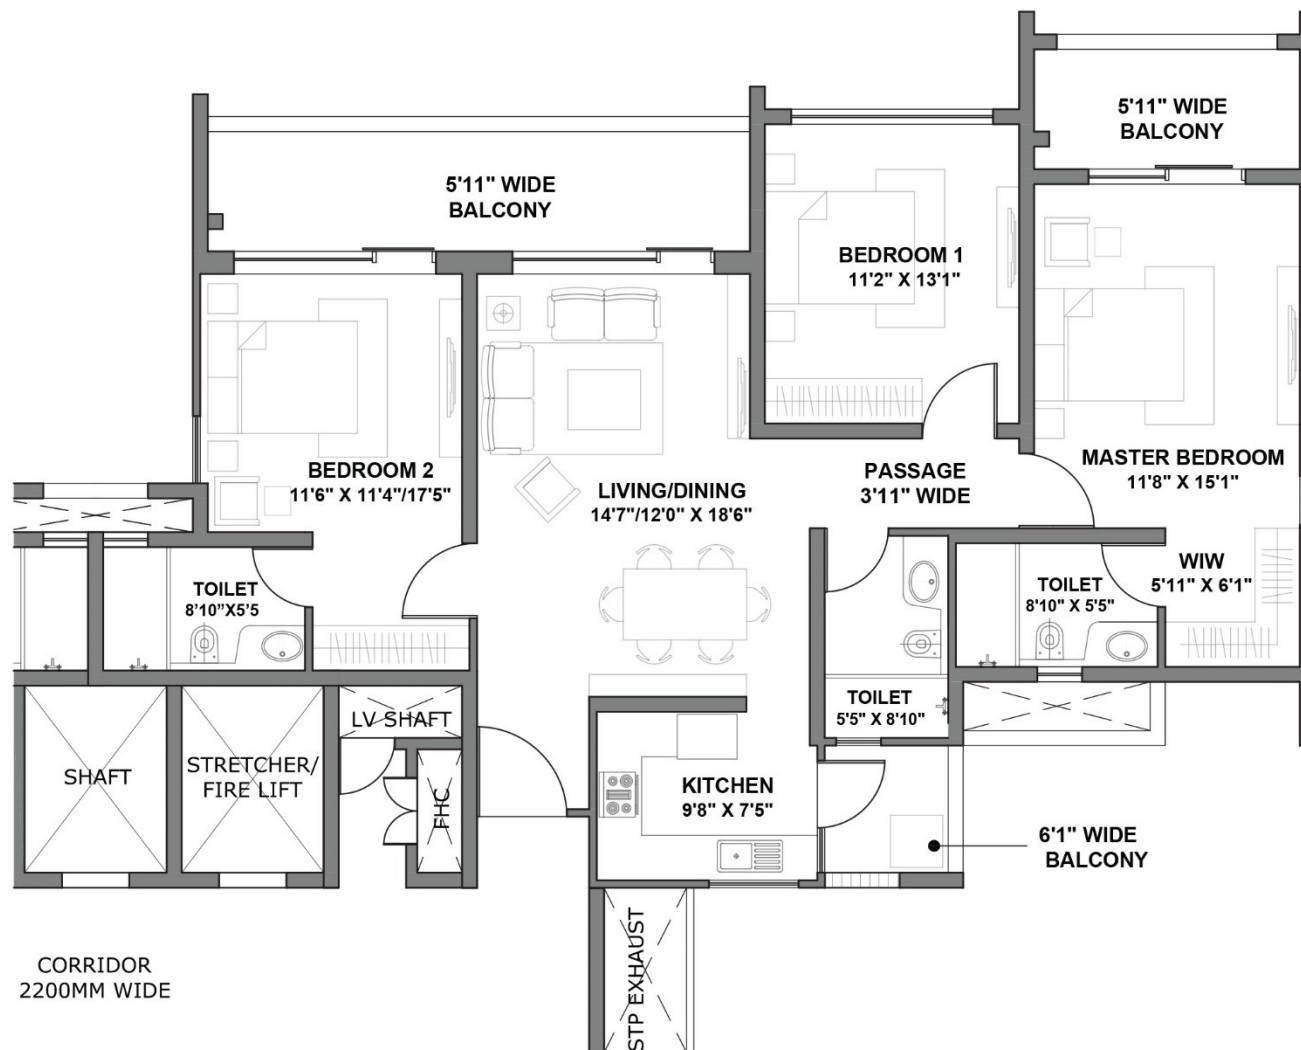 5'11" WIDE
BALCONY
5'11" WIDE
BALCONY
BEDROOM 1
11'2" X 13'1"
BEDROOM 2
11'6" X 11'4"/17'5"
LIVING/DINING
14'7"/12'0" X 18'6"
PASSAGE
3'11" WIDE
MASTER BEDROOM
11'8" X 15'1"
TOILET
8'10"X5'5
TOILET
8'10" X 5'5"
WIW
5'11" X 6'1"
TOILET
5'5" X 8'10"
LV SHAFT
SHAFT
STRETCHER/
FIRE LIFT
FHC
KITCHEN
9'8" X 7'5"
6'1" WIDE
BALCONY
STP EXHAUST
CORRIDOR
2200MM WIDE